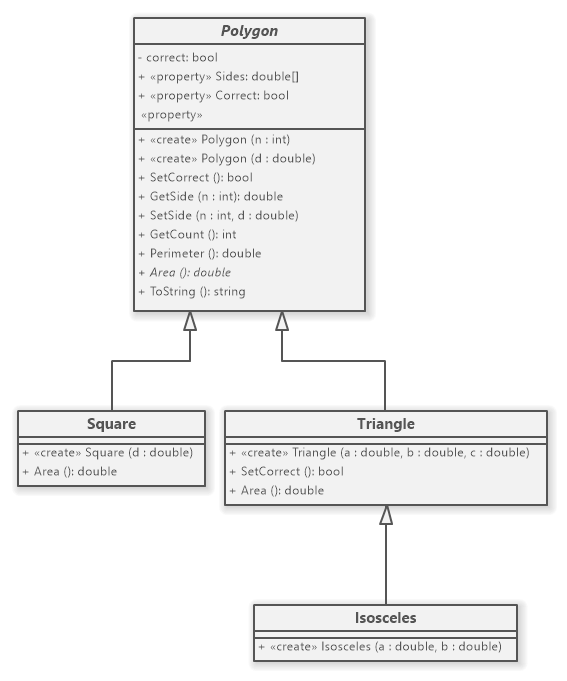 Polygon
- correct: bool
+ «property» Sides: double[]
+ «property» Correct: bool
«property»
+ «create» Polygon (n : int)
+ «create» Polygon (d : double)
+ SetCorrect (): bool
+ GetSide (n : int): double
+ SetSide (n : int, d : double)
+ GetCount (): int
+ Perimeter (): double
+ Area (): double
+ ToString (): string
Square
+ «create» Square (d : double)
+ Area (): double
Triangle
+ «create» Triangle (a : double, b : double, c : double)
+ SetCorrect (): bool
+ Area (): double
Isosceles
+ «create» Isosceles (a : double, b : double)